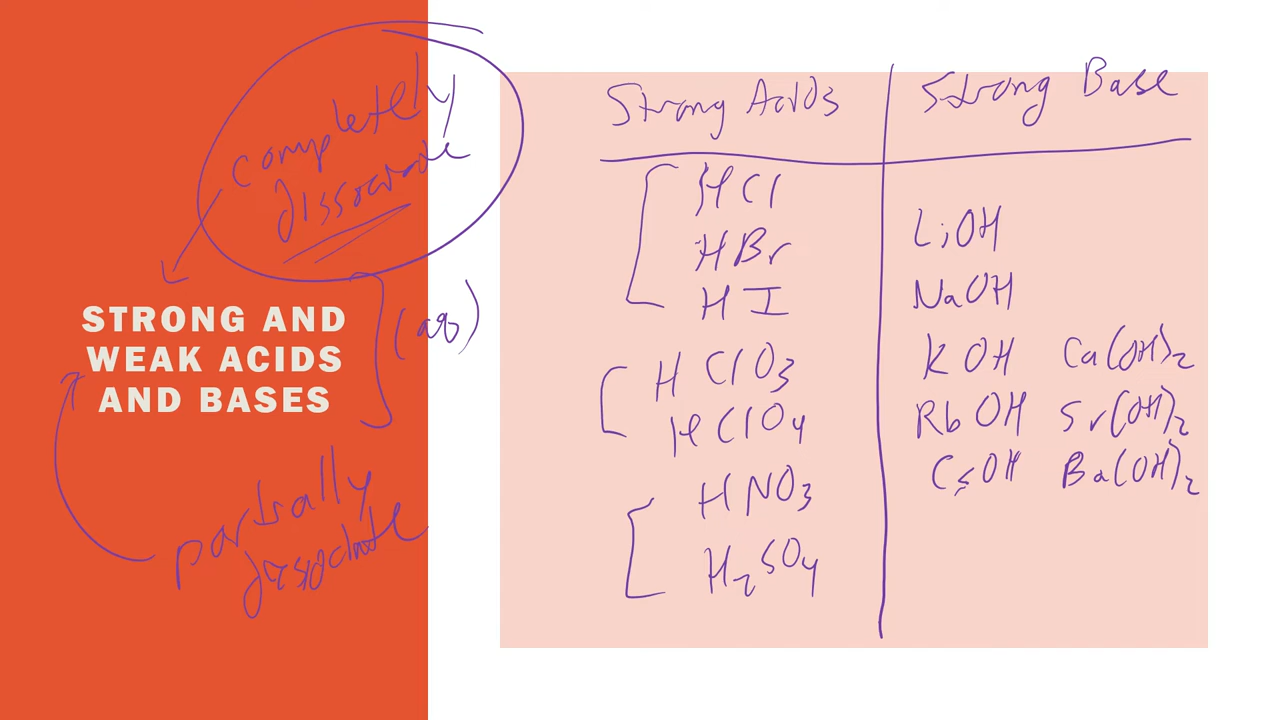 completely
dissociate
STRONG AND
WEAK ACIDS
AND BASES
(aq)
partially
dissociate
Strong Acids
HCl
HBr
HI
HClO3
HClO4
HNO3
H2SO4
Strong Base
LiOH
NaOH
KOH Ca(OH)2
RbOH Sr(OH)2
CsOH Ba(OH)2